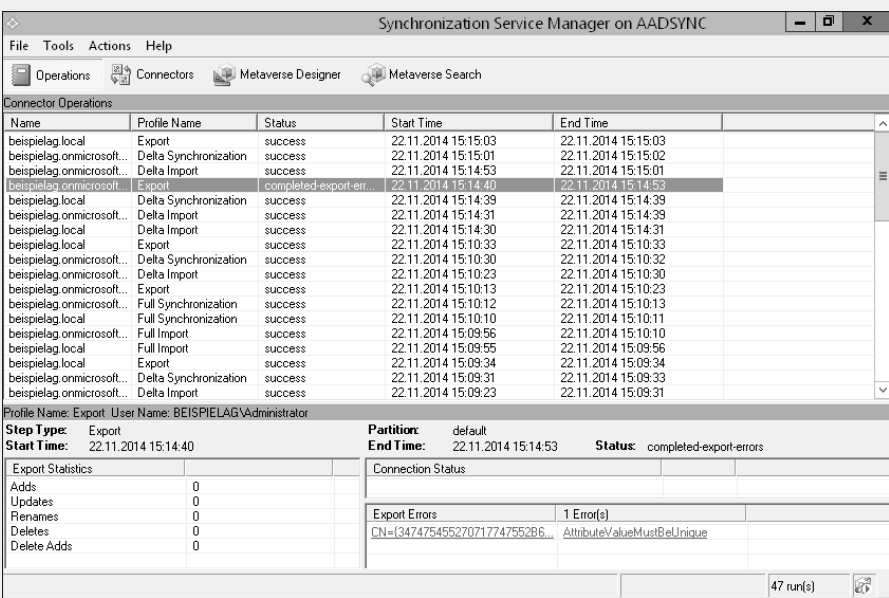 Synchronization Service Manager on AADSYNC
File Tools Actions Help
Operations Connectors Metaverse Designer Metaverse Search
Connector Operations
Name Profile Name Status Start Time End Time
beispielag.local Export success 22.11.2014 15:15:03 22.11.2014 15:15:03
beispielag.onmicrosoft... Delta Synchronization success 22.11.2014 15:15:01 22.11.2014 15:15:02
beispielag.onmicrosoft... Delta Import success 22.11.2014 15:14:53 22.11.2014 15:15:01
beispielag.onmicrosoft... Export completed-export-err... 22.11.2014 15:14:40 22.11.2014 15:14:53
beispielag.local Delta Synchronization success 22.11.2014 15:14:39 22.11.2014 15:14:39
beispielag.onmicrosoft... Delta Import success 22.11.2014 15:14:31 22.11.2014 15:14:39
beispielag.local Delta Import success 22.11.2014 15:14:30 22.11.2014 15:14:31
beispielag.local Export success 22.11.2014 15:10:33 22.11.2014 15:10:33
beispielag.onmicrosoft... Delta Synchronization success 22.11.2014 15:10:30 22.11.2014 15:10:32
beispielag.onmicrosoft... Delta Import success 22.11.2014 15:10:23 22.11.2014 15:10:30
beispielag.onmicrosoft... Export success 22.11.2014 15:10:13 22.11.2014 15:10:23
beispielag.onmicrosoft... Full Synchronization success 22.11.2014 15:10:12 22.11.2014 15:10:13
beispielag.local Full Synchronization success 22.11.2014 15:10:10 22.11.2014 15:10:11
beispielag.onmicrosoft... Full Import success 22.11.2014 15:09:56 22.11.2014 15:10:10
beispielag.local Full Import success 22.11.2014 15:09:55 22.11.2014 15:09:56
beispielag.local Export success 22.11.2014 15:09:34 22.11.2014 15:09:34
beispielag.onmicrosoft... Delta Synchronization success 22.11.2014 15:09:31 22.11.2014 15:09:33
beispielag.onmicrosoft... Delta Import success 22.11.2014 15:09:23 22.11.2014 15:09:31
Profile Name: Export User Name: BEISPIELAG\Administrator
Step Type: Export Partition: default
Start Time: 22.11.2014 15:14:40 End Time: 22.11.2014 15:14:53 Status: completed-export-errors
Export Statistics Connection Status
Adds 0
Updates 0
Renames 0 Export Errors 1 Error(s)
Deletes 0 CN={347475455270717747552B6... AttributeValueMustBeUnique
Delete Adds 0
47 run(s)